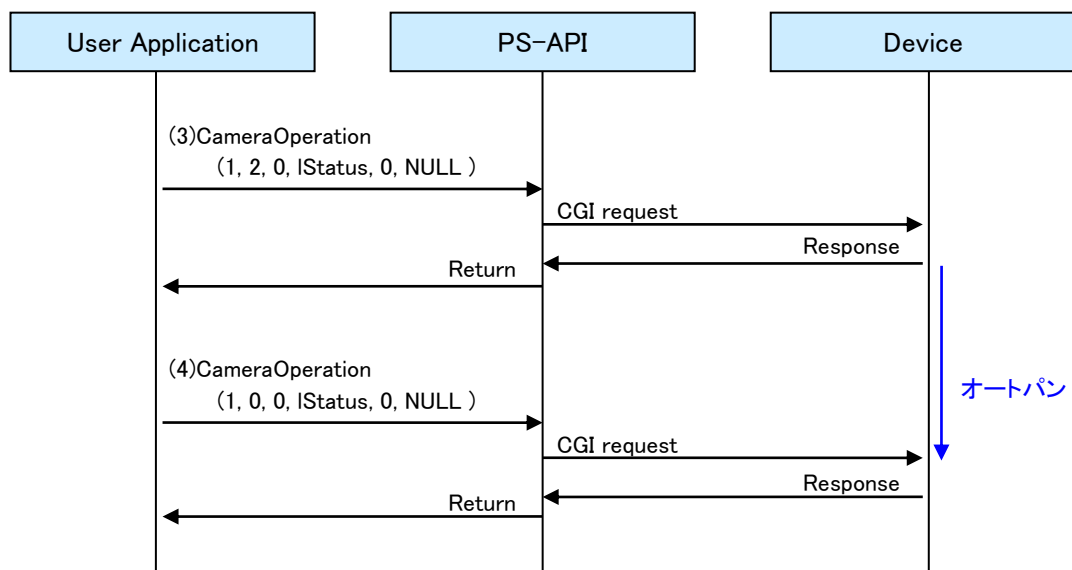 User Application
PS-API
Device
(3)CameraOperation
(1, 2, 0, lStatus, 0, NULL )
CGI request
Response
Return
(4)CameraOperation
(1, 0, 0, lStatus, 0, NULL )
オートパン
CGI request
Response
Return